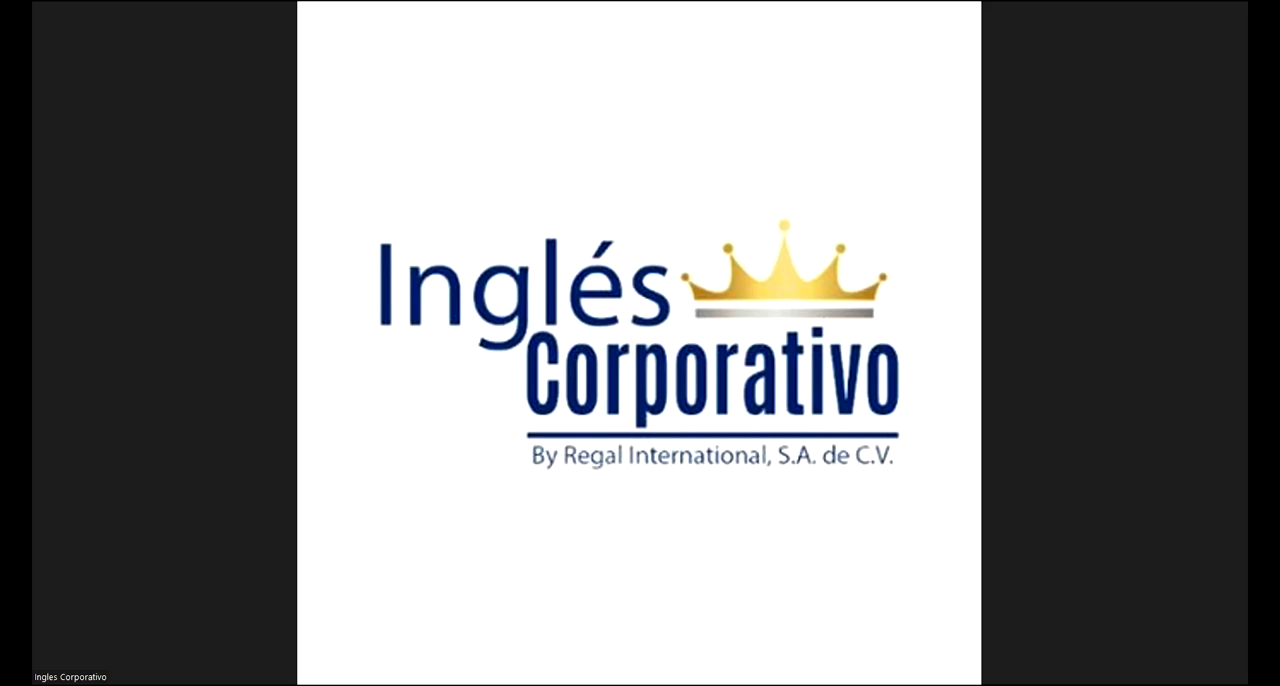 Inglés
Corporativo
By Regal International, S.A. de C.V.
Ingles Corporativo